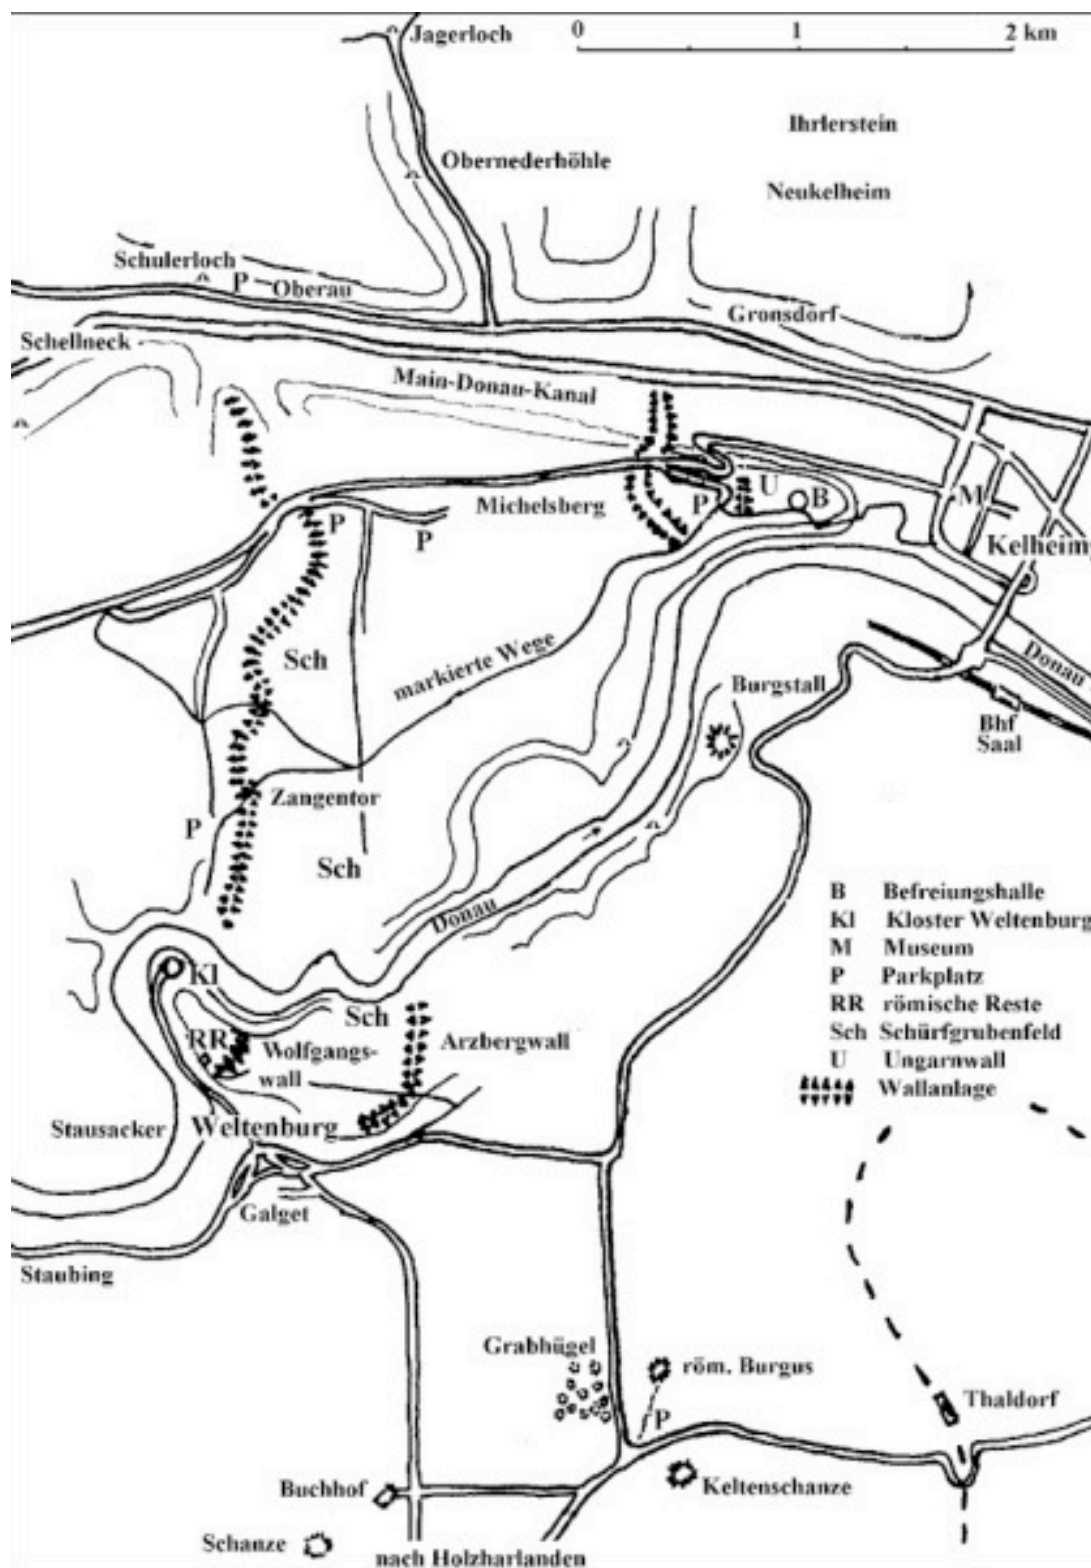 Jagerloch
0 1 2 km
Ihrlerstein
Obernederhöhle
Neukelheim
Schulerloch
P Oberau
Gronsdorf
Schellneck
Main-Donau-Kanal
Michelsberg
P U B
M
P
P
Kelheim
Sch
markierte Wege
Donau
Burgstall
Bhf
Saal
Zangentor
P
Sch
Donau
B Befreiungshalle
Kl Kloster Weltenburg
M Museum
P Parkplatz
RR römische Reste
Sch Schürfgrubenfeld
U Ungarnwall
Wallanlage
Kl
Sch
RR Wolfgangs-
wall
Arzbergwall
Stausacker
Weltenburg
Galget
Staubing
Grabhügel
röm. Burgus
P
Thaldorf
Buchhof
Keltenschanze
Schanze
nach Holzharlanden